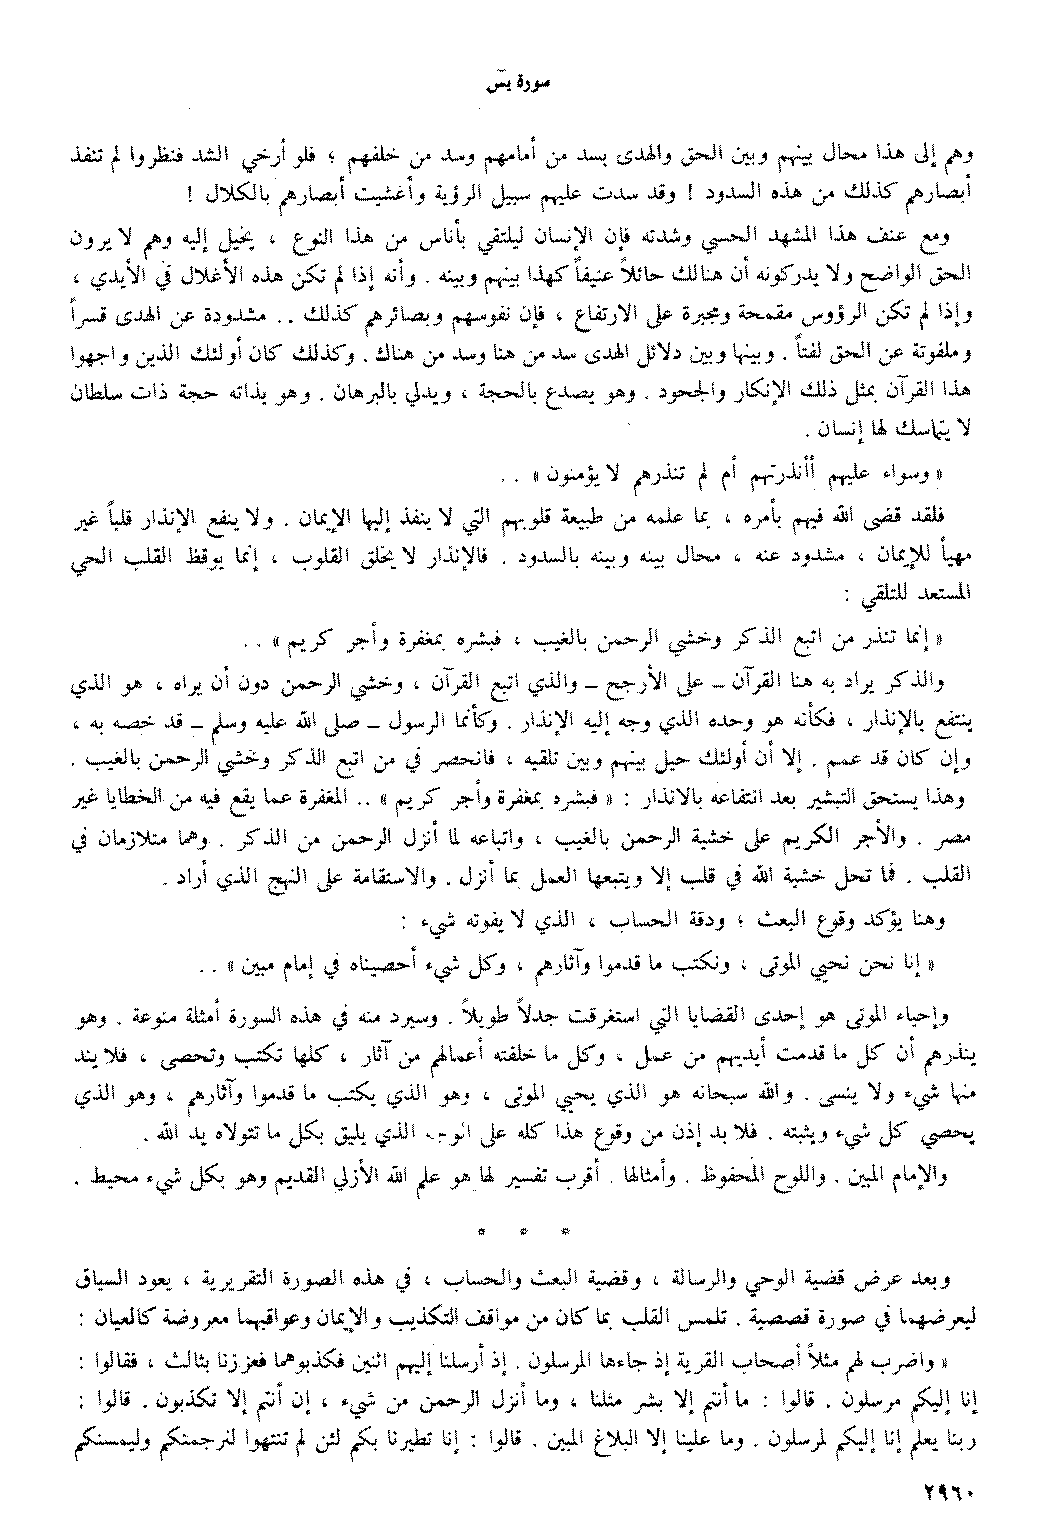 سورة يس
وهم إلى هذا محال بينهم وبين الحق والهدى بسد من أمامهم وسد من خلفهم ؛ فلو أرخي الشد فنظروا لم تنفذ
أبصارهم كذلك من هذه السدود ! وقد سدت عليهم سبيل الرؤية وأغشيت أبصارهم بالكلال !
ومع عنف هذا المشهد الحسي وشدته فإن الإنسان ليلتقي بأناس من هذا النوع ، يخيل إليه وهم لا يرون
الحق الواضح ولا يدركونه أن هنالك حائلاً عنيفاً كهذا بينهم وبينه . وأنه إذا لم تكن هذه الأغلال في الأيدي ،
وإذا لم تكن الرؤوس مقمحة ومجبرة على الارتفاع ، فإن نفوسهم وبصائرهم كذلك .. مشدودة عن الهدى قسراً
وملفوتة عن الحق لفتاً . وبينها وبين دلائل الهدى سد من هنا وسد من هناك . وكذلك كان أولئك الذين واجهوا
هذا القرآن بمثل ذلك الإنكار والجحود . وهو يصدع بالحجة ، ويدلي بالبرهان . وهو بذاته حجة ذات سلطان
لا يتماسك لها إنسان .
« وسواء عليهم أأنذرتهم أم لم تنذرهم لا يؤمنون » . .
فلقد قضى الله فيهم بأمره ، بما علمه من طبيعة قلوبهم التي لا ينفذ إليها الإيمان . ولا ينفع الإنذار قلباً غير
مهيأ للإيمان ، مشدود عنه ، محال بينه وبينه بالسدود . فالإنذار لا يخلق القلوب ، إنما يوقظ القلب الحي
المستعد للتلقي :
« إنما تنذر من اتبع الذكر وخشي الرحمن بالغيب ، فبشره بمغفرة وأجر كريم » . .
والذكر يراد به هنا القرآن – على الأرجح – والذي اتبع القرآن ، وخشي الرحمن دون أن يراه ، هو الذي
ينتفع بالإنذار ، فكأنه هو وحده الذي وجه إليه الإنذار . وكأنما الرسول – صلى الله عليه وسلم – قد خصه به ،
وإن كان قد عمم . إلا أن أولئك حيل بينهم وبين تلقيه ، فانحصر في من اتبع الذكر وخشي الرحمن بالغيب .
وهذا يستحق التبشير بعد انتفاعه بالانذار : « فبشره بمغفرة وأجر كريم » .. المغفرة عما يقع فيه من الخطايا غير
مصر . والأجر الكريم على خشية الرحمن بالغيب ، واتباعه لما أنزل الرحمن من الذكر . وهما متلازمان في
القلب . فما تحل خشية الله في قلب إلا ويتبعها العمل بما أنزل . والاستقامة على النهج الذي أراد .
وهنا يؤكد وقوع البعث ؛ ودقة الحساب ، الذي لا يفوته شيء :
« إنا نحن نحيي الموتى ، ونكتب ما قدموا وآثارهم ، وكل شيء أحصيناه في إمام مبين » ..
وإحياء الموتى هو إحدى القضايا التي استغرقت جدلاً طويلاً . وسيرد منه في هذه السورة أمثلة منوعة . وهو
ينذرهم أن كل ما قدمت أيديهم من عمل ، وكل ما خلفته أعمالهم من آثار ، كلها تكتب وتحصى ، فلا يند
منها شيء ولا ينسى . والله سبحانه هو الذي يحيي الموتى ، وهو الذي يكتب ما قدموا وآثارهم ، وهو الذي
يحصي كل شيء ويثبته . فلا بد إذن من وقوع هذا كله على الوجه الذي يليق بكل ما تتولاه يد الله .
والإمام المبين . واللوح المحفوظ . وأمثالها . أقرب تفسير لها هو علم الله الأزلي القديم وهو بكل شيء محيط .
* * *
وبعد عرض قضية الوحي والرسالة ، وقضية البعث والحساب ، في هذه الصورة التقريرية ، يعود السياق
ليعرضهما في صورة قصصية . تلمس القلب بما كان من مواقف التكذيب والإيمان وعواقبهما معروضة كالعيان :
« واضرب لهم مثلاً أصحاب القرية إذ جاءها المرسلون . إذ أرسلنا إليهم اثنين فكذبوهما فعززنا بثالث ، فقالوا :
إنا إليكم مرسلون . قالوا : ما أنتم إلا بشر مثلنا ، وما أنزل الرحمن من شيء ، إن أنتم إلا تكذبون . قالوا :
ربنا يعلم إنا إليكم لمرسلون . وما علينا إلا البلاغ المبين . قالوا : إنا تطيرنا بكم لئن لم تنتهوا لنرجمنكم وليمسنكم
٢٩٦٠